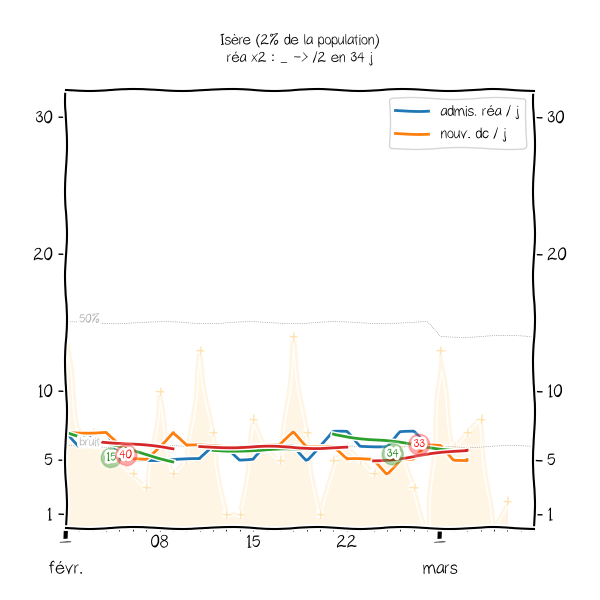 Isère (2% de la population)
réa x2 : _ -> /2 en 34 j
admis. réa / j
nouv. dc / j
30
30
20
20
50%
10
10
bruit
33
15
40
34
5
5
1
1
08
15
22
févr.
mars